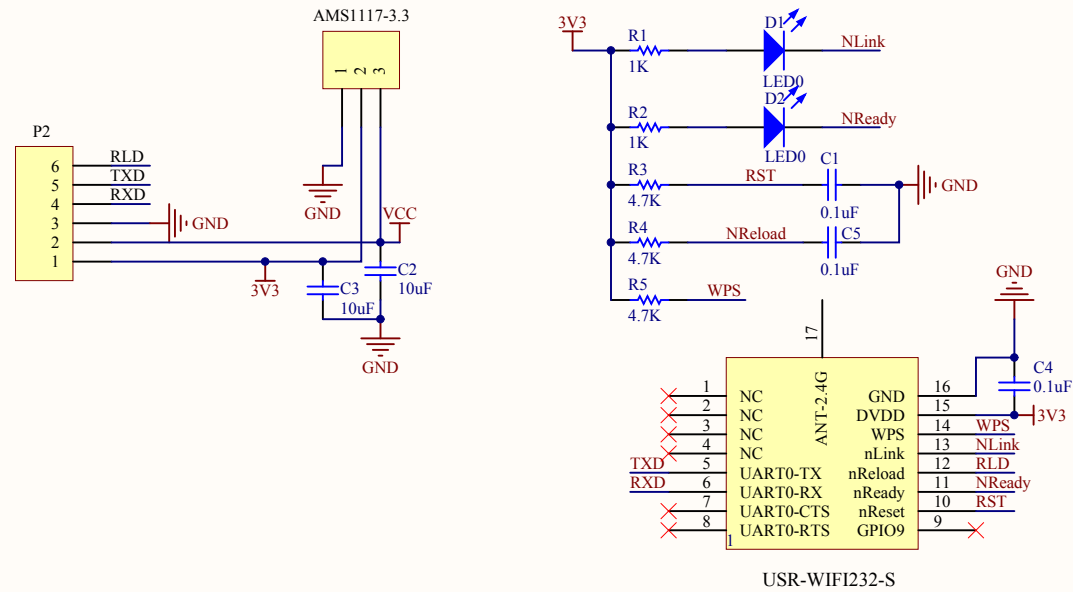 AMS1117-3.3
1
2
3
P2
6 RLD
5 TXD
4 RXD
3 GND
2
1
GND
VCC
3V3
C3
10uF
C2
10uF
GND
3V3
R1
1K
D1
LED0
NLink
R2
1K
D2
LED0
NReady
R3
4.7K
RST
C1
0.1uF
GND
R4
4.7K
NReload
C5
0.1uF
R5
4.7K
WPS
GND
C4
0.1uF
3V3
17
ANT-2.4G
1 NC
2 NC
3 NC
4 NC
TXD 5 UART0-TX
RXD 6 UART0-RX
7 UART0-CTS
8 UART0-RTS
1
GND 16
DVDD 15
WPS 14 WPS
nLink 13 NLink
nReload 12 RLD
nReady 11 NReady
nReset 10 RST
GPIO9 9
USR-WIFI232-S